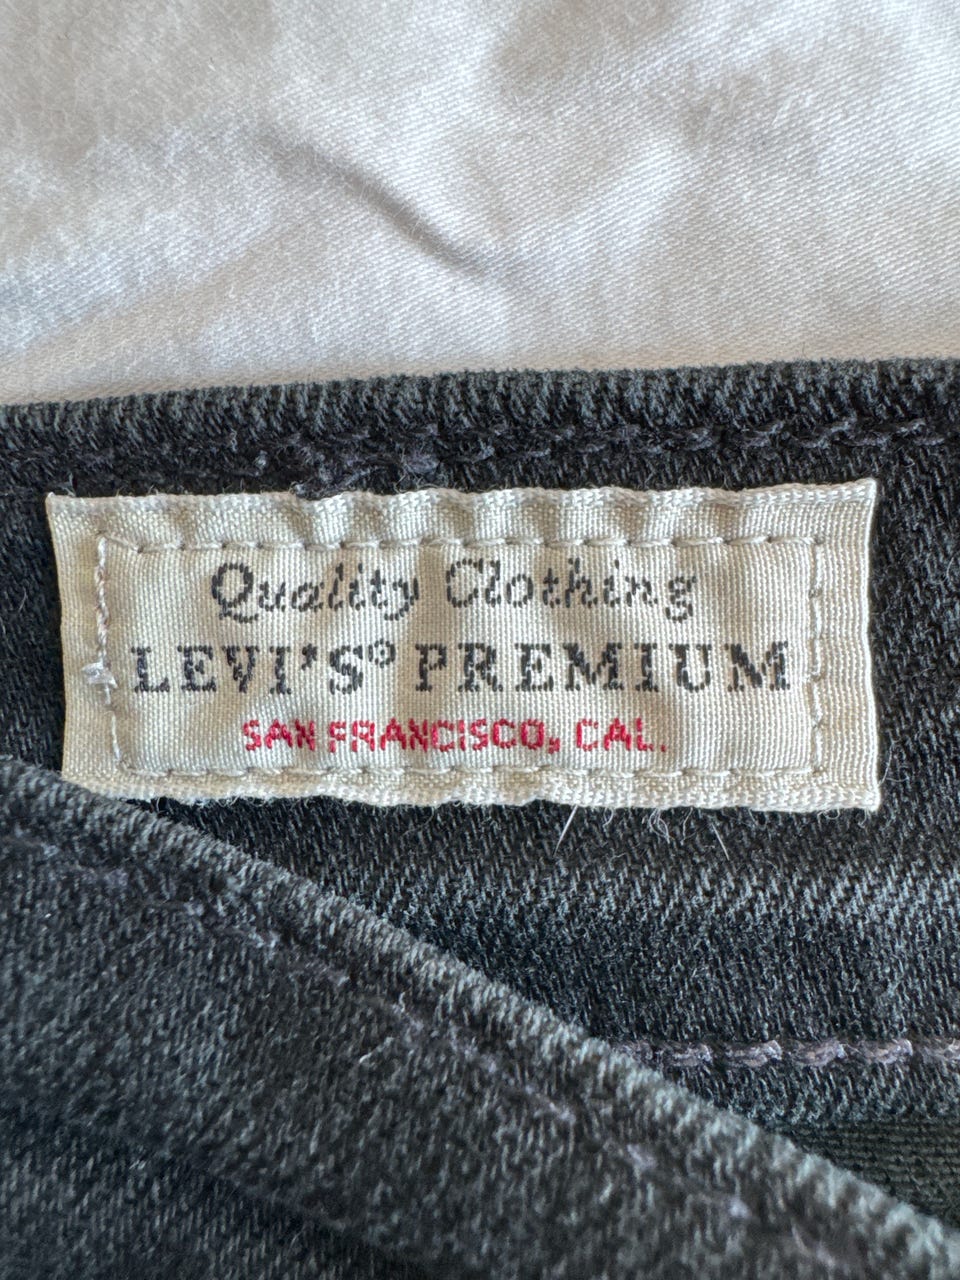 Quality Clothing
LEVI'S® PREMIUM
SAN FRANCISCO, CAL.